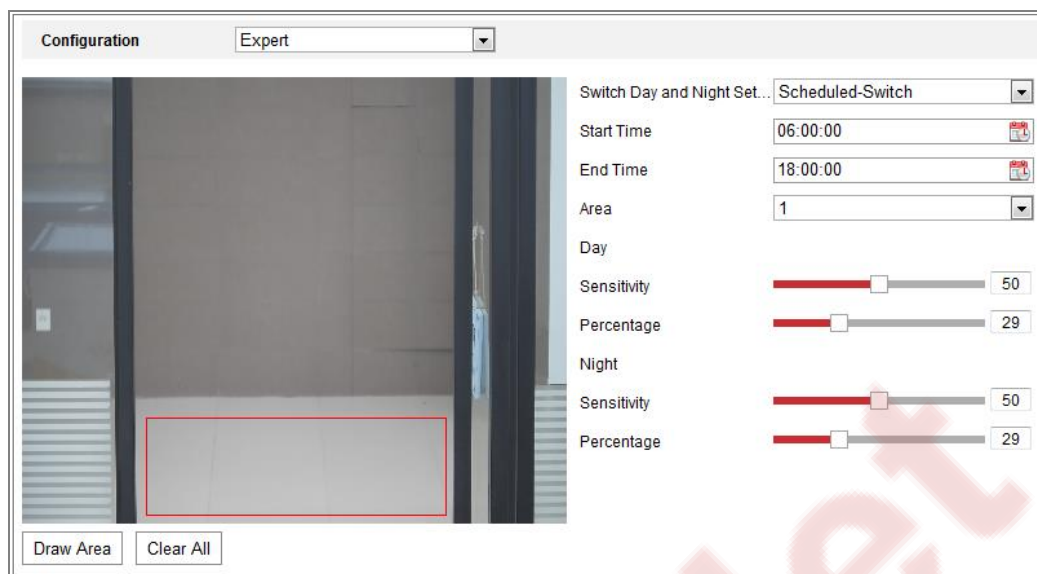 Configuration Expert
Switch Day and Night Set... Scheduled-Switch
Start Time 06:00:00
End Time 18:00:00
Area 1
Day
Sensitivity 50
Percentage 29
Night
Sensitivity 50
Percentage 29
Draw Area Clear All